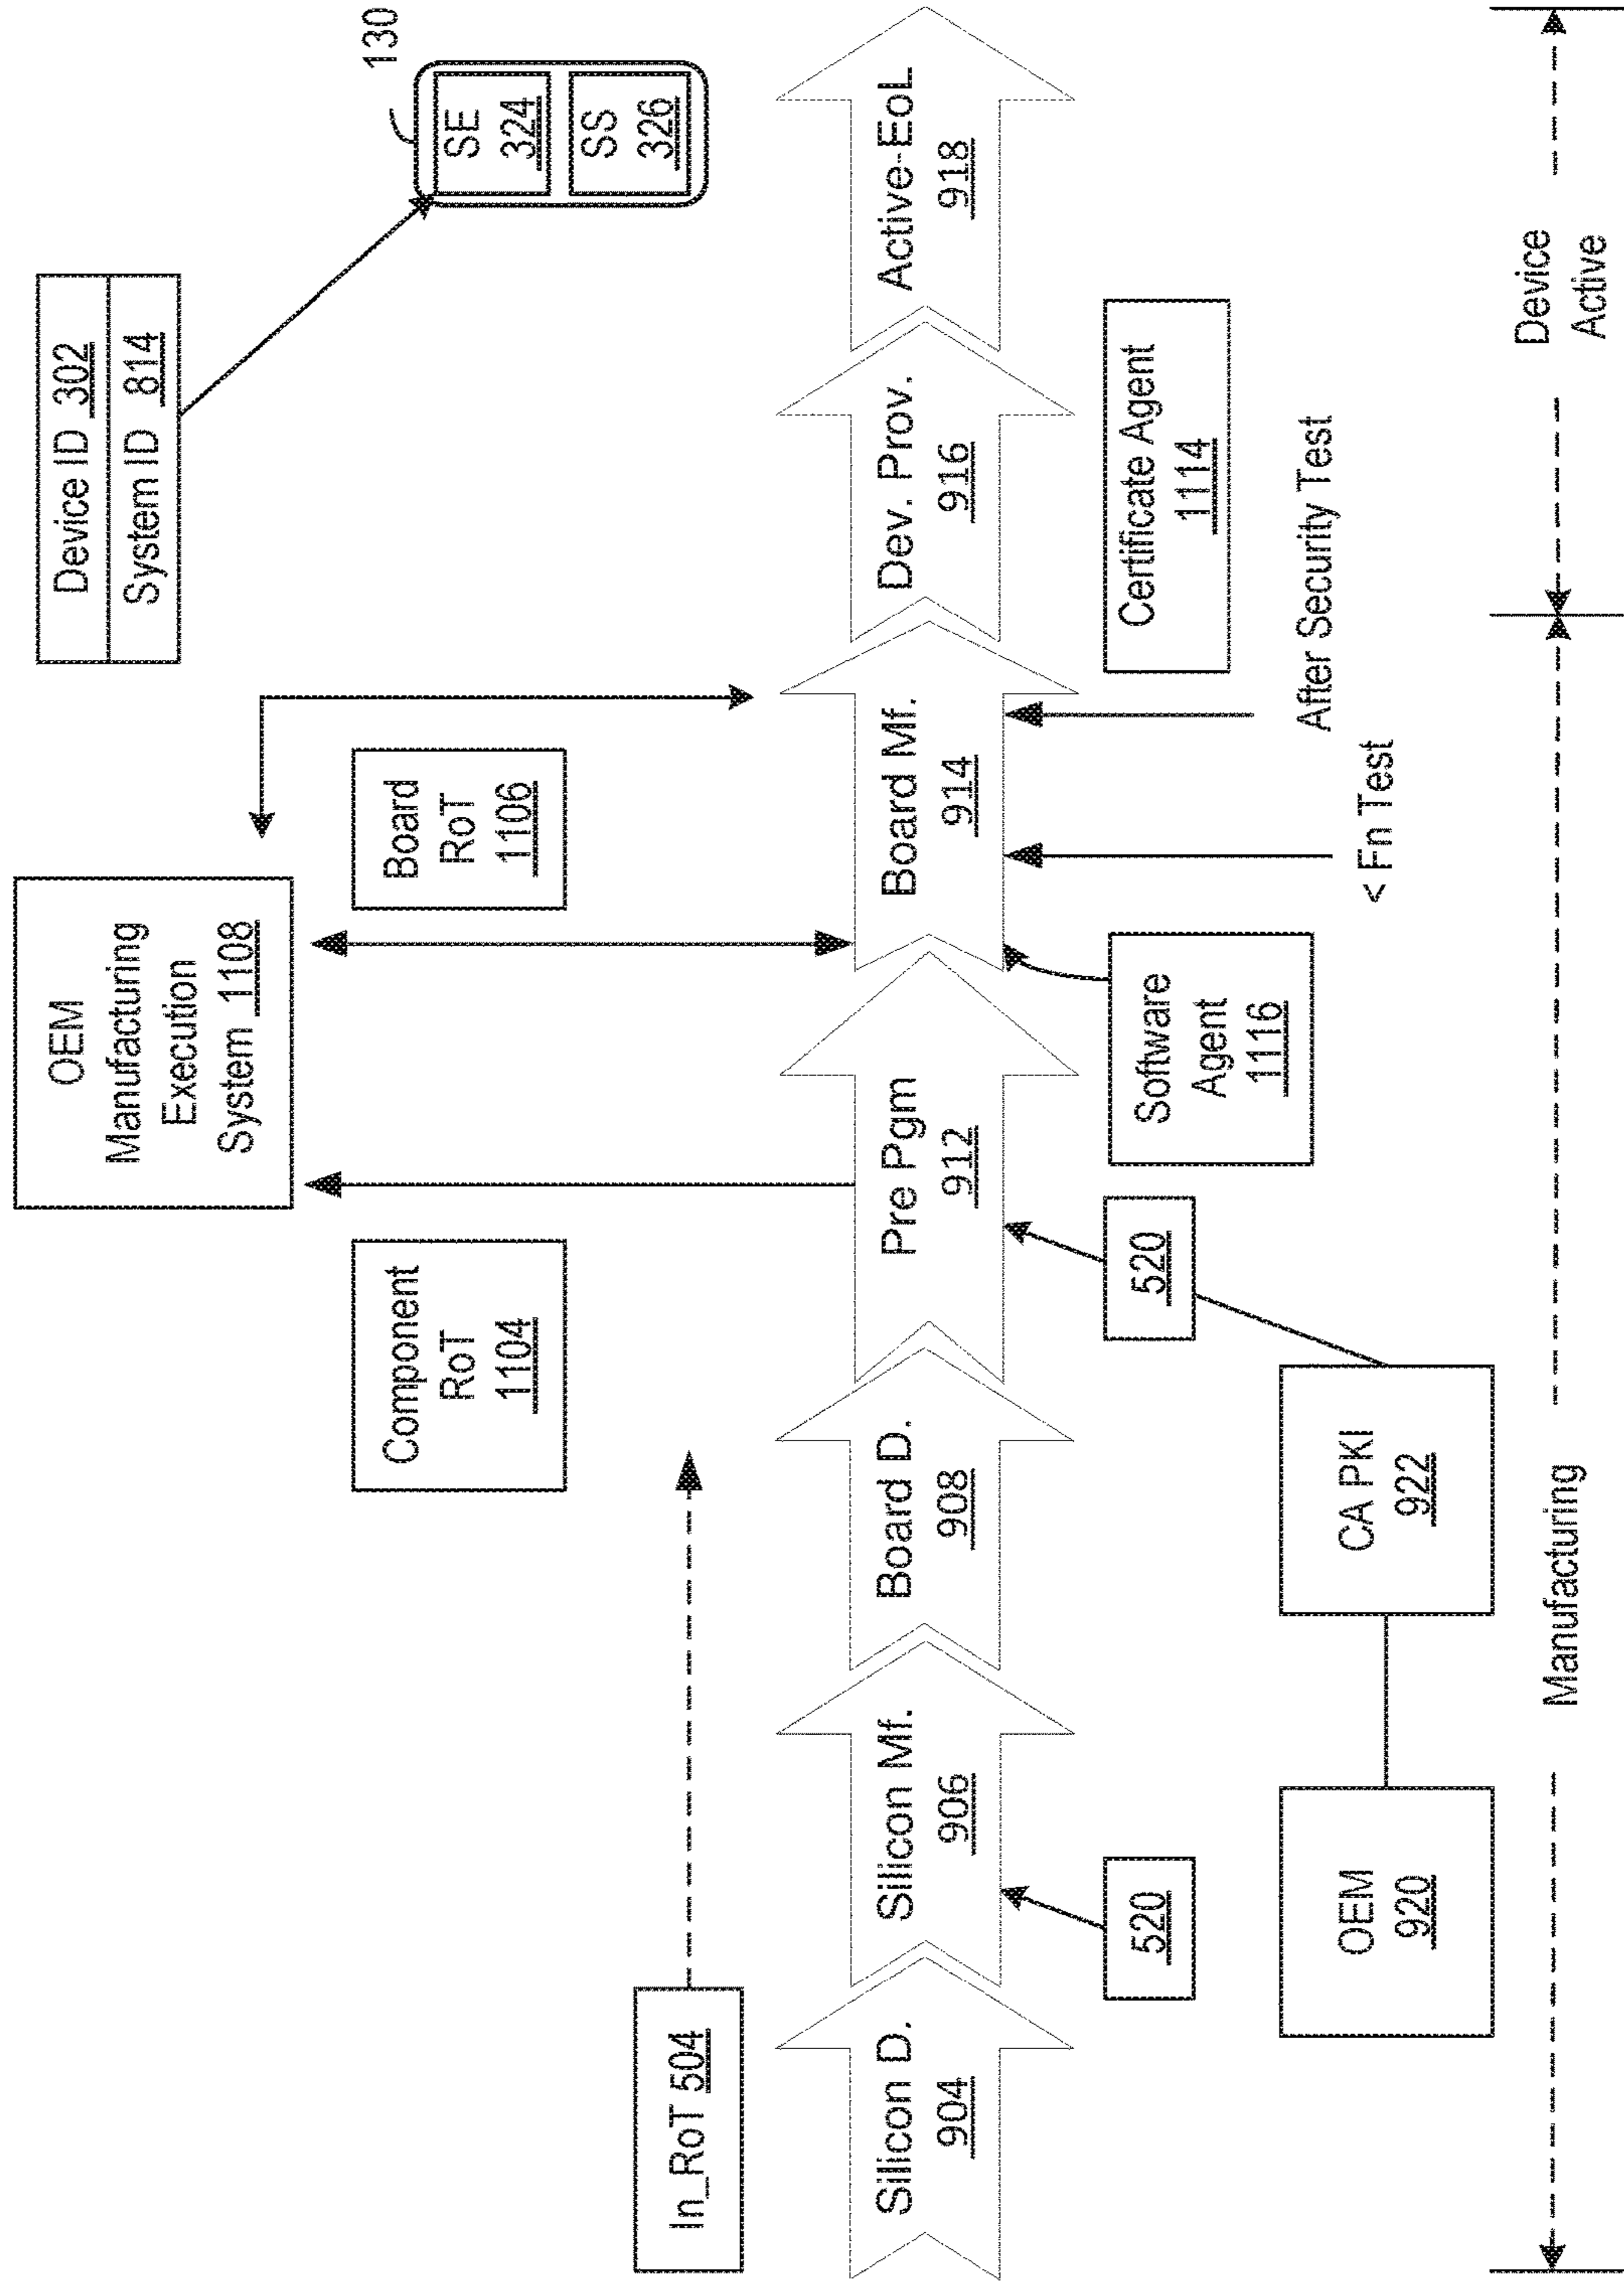 OEM
Manufacturing
Execution
System 1108
Device ID 302
System ID 814
130
SE
324
SS
326
Component
RoT
1104
Board
RoT
1106
In_RoT 504
Silicon D.
904
Silicon Mf.
906
Board D.
908
Pre Pgm
912
Board Mf.
914
Dev. Prov.
916
Active-EoL
918
520
520
Software
Agent
1116
Certificate Agent
1114
OEM
920
CA PKI
922
< Fn Test
After Security Test
Manufacturing
Device
Active